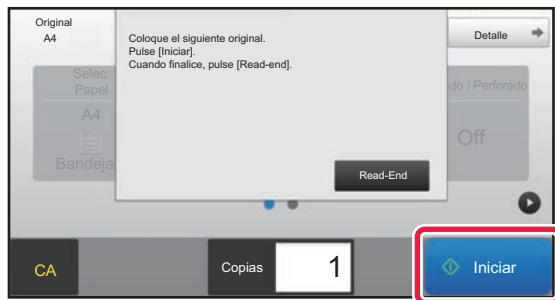 Original
A4
Coloque el siguiente original.
Pulse [Iniciar].
Cuando finalice, pulse [Read-end].
Detalle
Selec.
Papel
A4
Bandeja
do / Perforado
Off
Read-End
CA
Copias
1
Iniciar